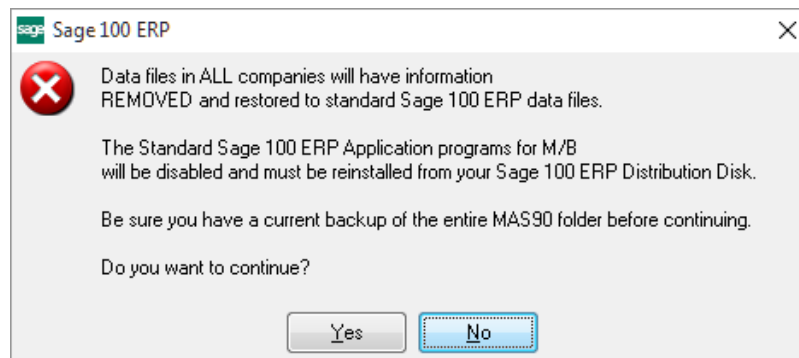 sage Sage 100 ERP
Data files in ALL companies will have information
REMOVED and restored to standard Sage 100 ERP data files.
The Standard Sage 100 ERP Application programs for M/B
will be disabled and must be reinstalled from your Sage 100 ERP Distribution Disk.
Be sure you have a current backup of the entire MAS90 folder before continuing.
Do you want to continue?
Yes No